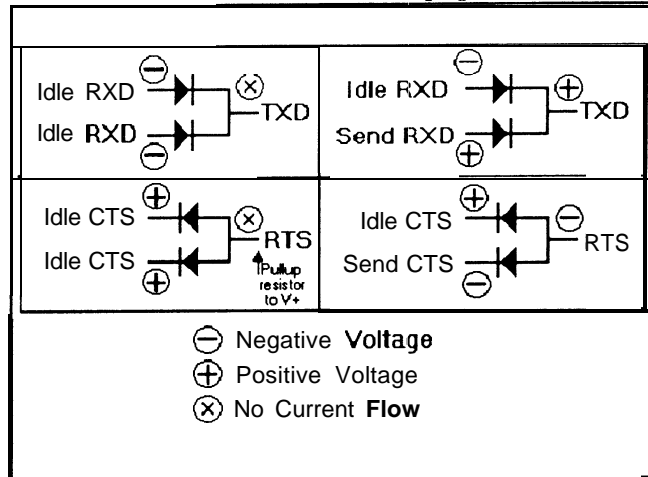 Idle RXD
Idle RXD
TXD
Idle RXD
Send RXD
TXD
Idle CTS
Idle CTS
RTS
Pullup
resistor
to V+
Idle CTS
Send CTS
RTS
Negative Voltage
Positive Voltage
No Current Flow